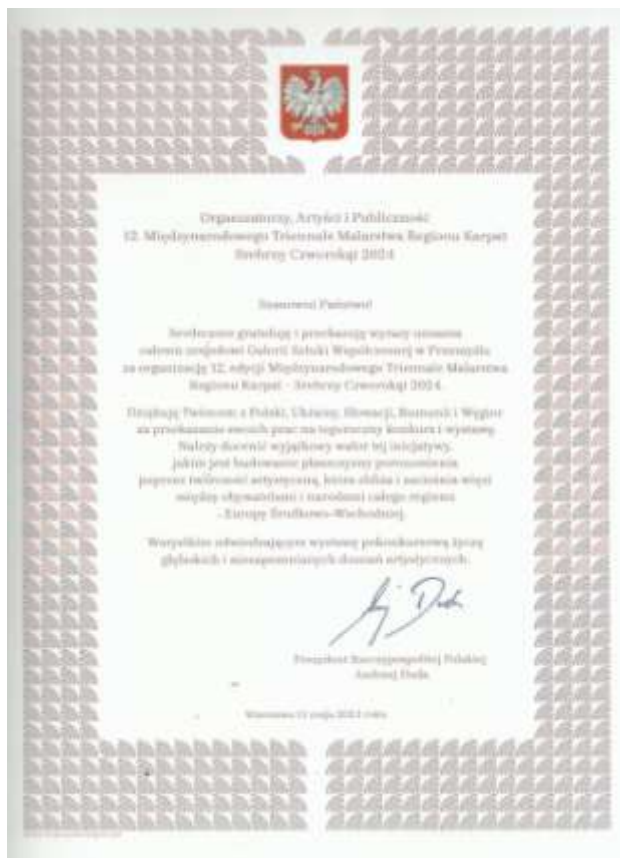 Organizatorzy, Artyści i Publiczność
12. Międzynarodowego Triennale Malarstwa Regionu Karpat
Srebrny Czworokąt 2024
Szanowni Państwo!
Serdecznie gratuluję i przekazuję wyrazy uznania
całemu zespołowi Galerii Sztuki Współczesnej w Przemyślu
za organizację 12. edycji Międzynarodowego Triennale Malarstwa
Regionu Karpat – Srebrny Czworokąt 2024.
Dziękuję Twórcom z Polski, Ukrainy, Słowacji, Rumunii i Węgier
za przekazanie swoich prac na tegoroczny konkurs i wystawę.
Należy docenić wyjątkowy walor tej inicjatywy,
jakim jest budowanie płaszczyzny porozumienia
poprzez twórczość artystyczną, która zbliża i zacieśnia więzi
między obywatelami i narodami całego regionu
– Europy Środkowo-Wschodniej.
Wszystkim odwiedzającym wystawę pokonkursową życzę
głębokich i niezapomnianych doznań artystycznych.
Prezydent Rzeczypospolitej Polskiej
Andrzej Duda
Warszawa maja roku